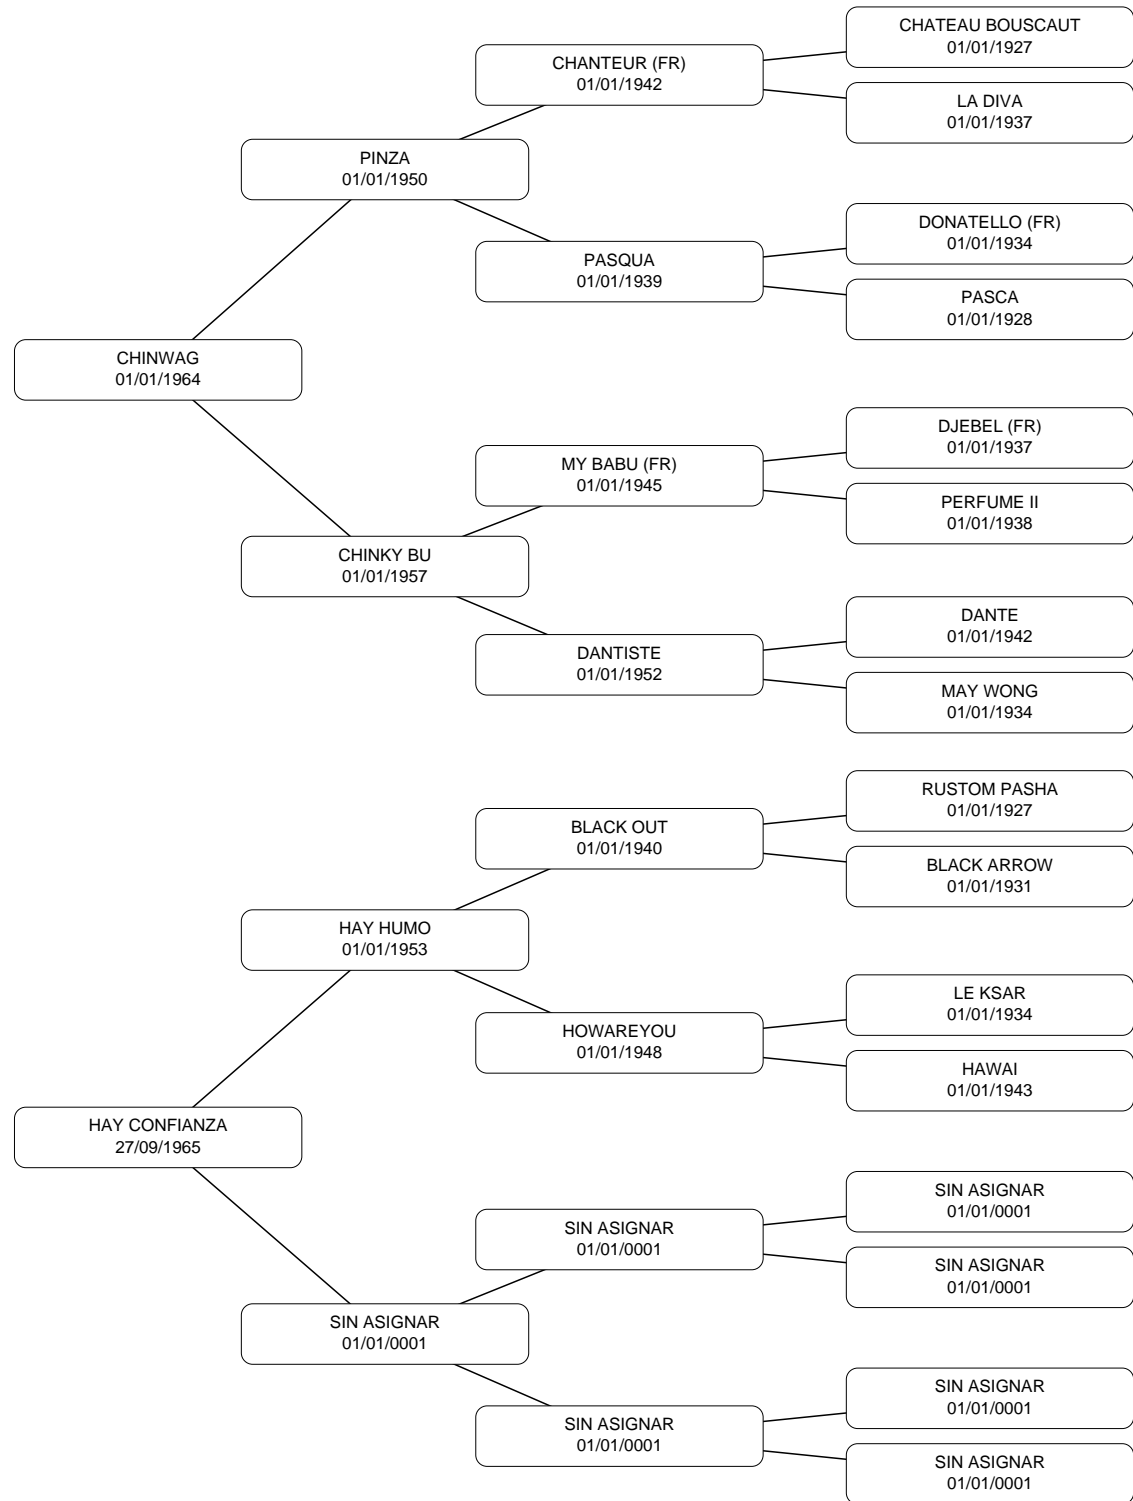 CHATEAU BOUSCAUT
01/01/1927
CHANTEUR (FR)
01/01/1942
LA DIVA
01/01/1937
PINZA
01/01/1950
DONATELLO (FR)
01/01/1934
PASQUA
01/01/1939
PASCA
01/01/1928
CHINWAG
01/01/1964
DJEBEL (FR)
01/01/1937
MY BABU (FR)
01/01/1945
PERFUME II
01/01/1938
CHINKY BU
01/01/1957
DANTE
01/01/1942
DANTISTE
01/01/1952
MAY WONG
01/01/1934
RUSTOM PASHA
01/01/1927
BLACK OUT
01/01/1940
BLACK ARROW
01/01/1931
HAY HUMO
01/01/1953
LE KSAR
01/01/1934
HOWAREYOU
01/01/1948
HAWAI
01/01/1943
HAY CONFIANZA
27/09/1965
SIN ASIGNAR
01/01/0001
SIN ASIGNAR
01/01/0001
SIN ASIGNAR
01/01/0001
SIN ASIGNAR
01/01/0001
SIN ASIGNAR
01/01/0001
SIN ASIGNAR
01/01/0001
SIN ASIGNAR
01/01/0001